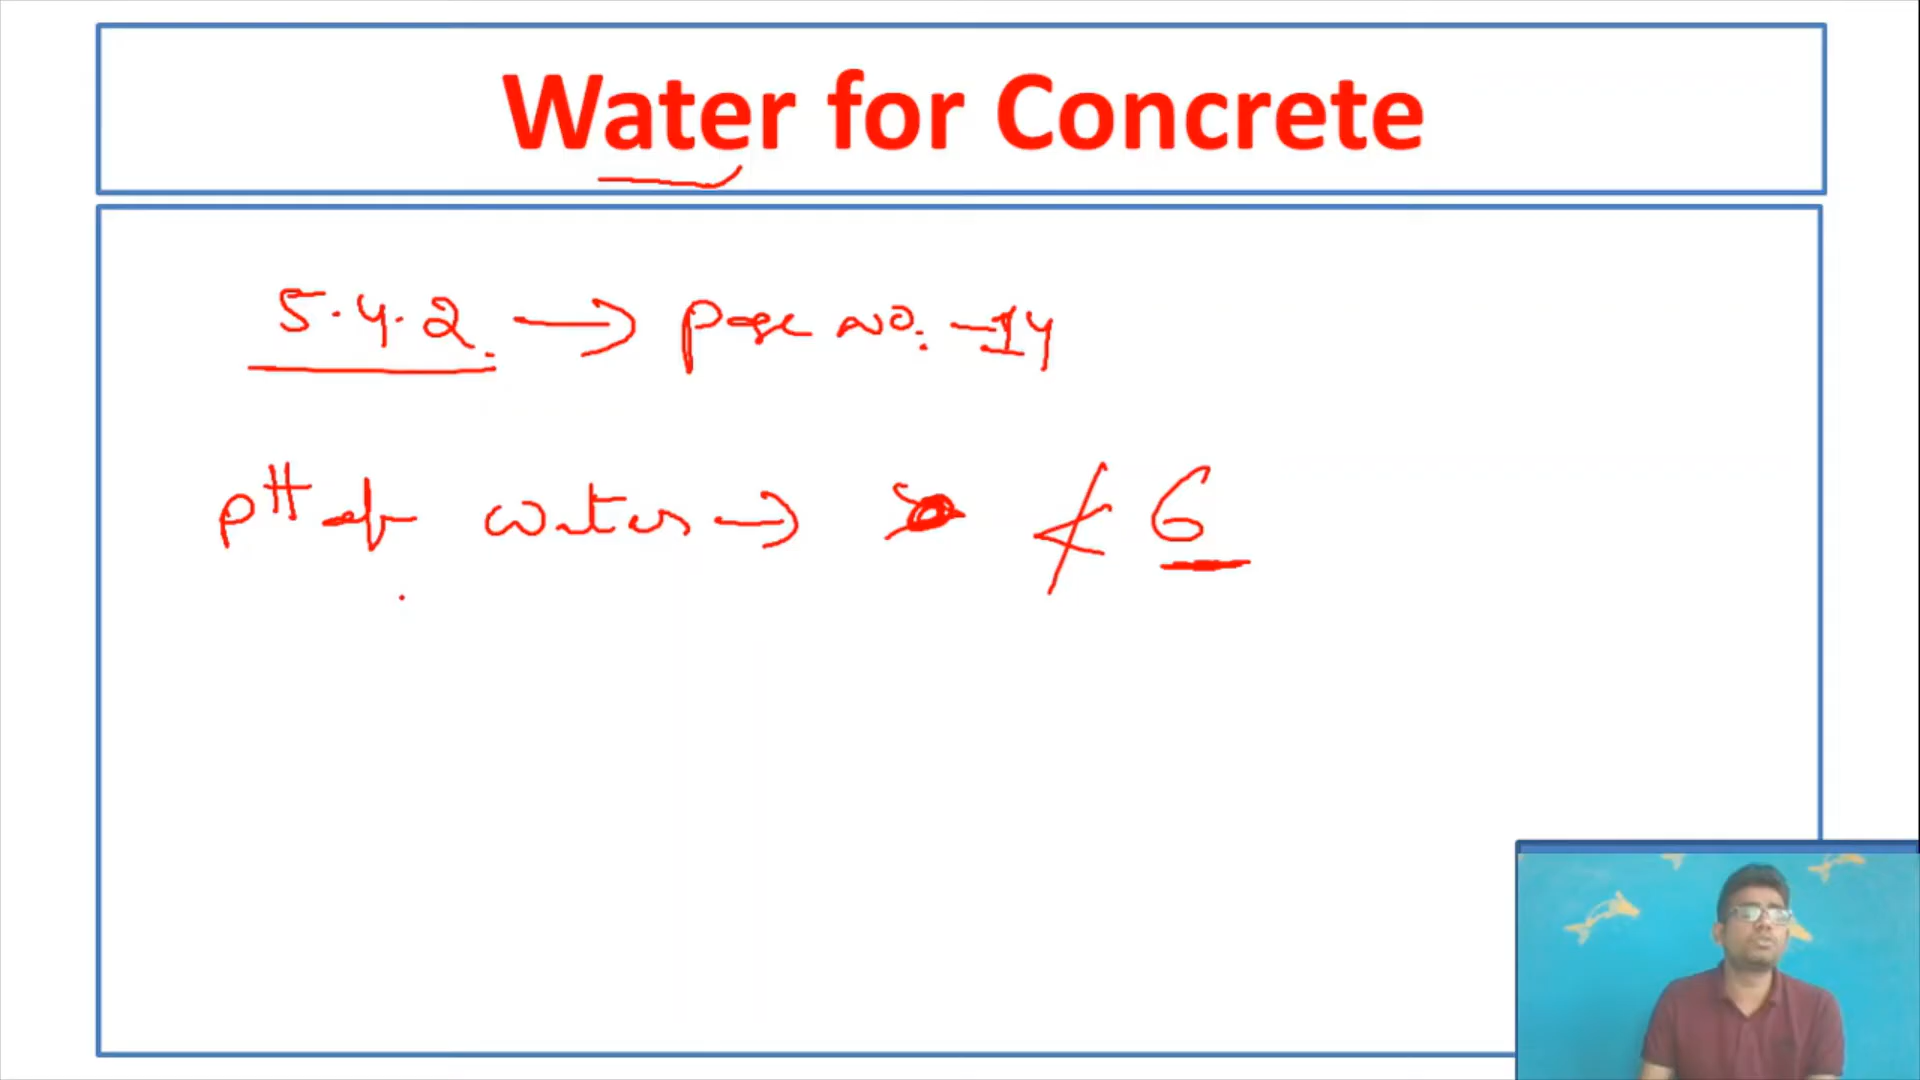 Water for Concrete
5.4.2. → page no. - 14
pH of water → ≮ 6